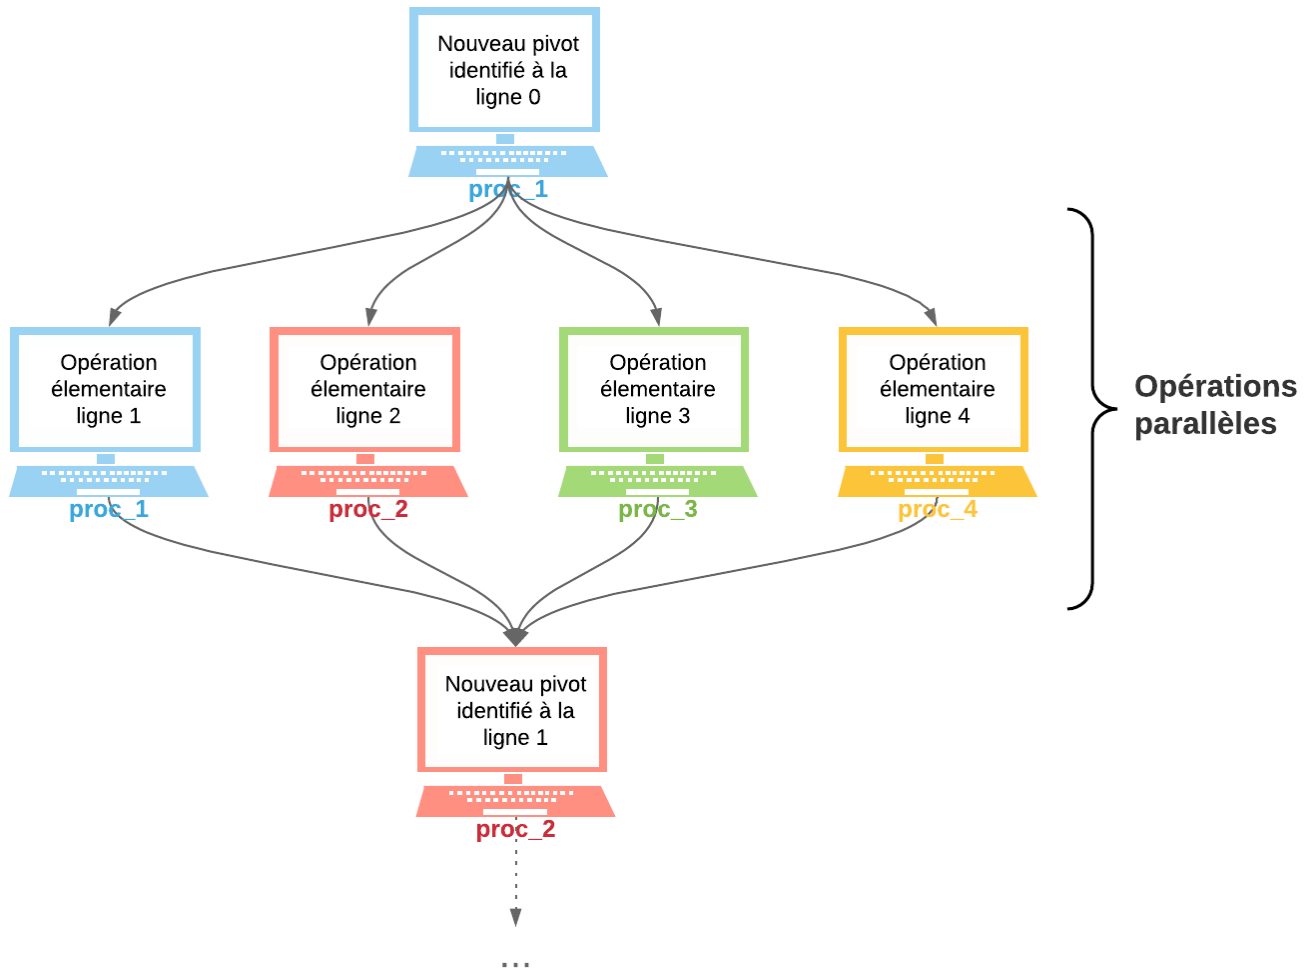 Nouveau pivot
identifié à la
ligne 0
proc_1
Opération
élementaire
ligne 1
proc_1
Opération
élementaire
ligne 2
proc_2
Opération
élementaire
ligne 3
proc_3
Opération
élementaire
ligne 4
proc_4
Opérations
parallèles
Nouveau pivot
identifié à la
ligne 1
proc_2
...